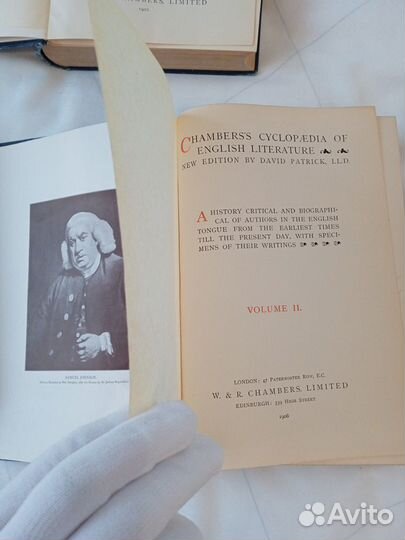 CHAMBERS, LIMITED
CHAMBERS'S CYCLOPÆDIA OF
ENGLISH LITERATURE
NEW EDITION BY DAVID PATRICK, LL.D.
A HISTORY CRITICAL AND BIOGRAPHI-
CAL OF AUTHORS IN THE ENGLISH
TONGUE FROM THE EARLIEST TIMES
TILL THE PRESENT DAY, WITH SPECI-
MENS OF THEIR WRITINGS
VOLUME II.
LONDON: 47 PATERNOSTER ROW, E.C.
W. & R. CHAMBERS, LIMITED
EDINBURGH: 339 HIGH STREET
1906
SAMUEL JOHNSON.
Avito